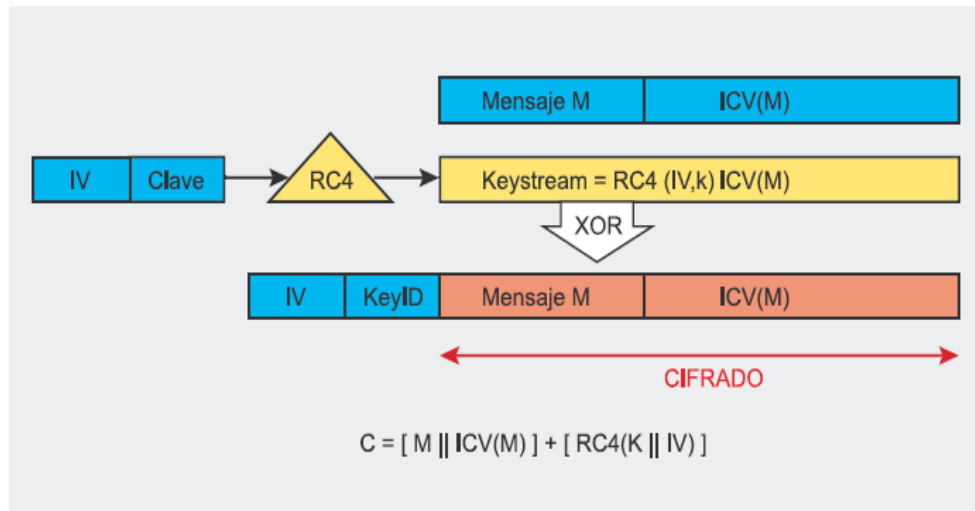 Mensaje M ICV(M)
IV Clave RC4 Keystream = RC4 (IV,k) ICV(M)
XOR
IV KeyID Mensaje M ICV(M)
CIFRADO
C = [ M || ICV(M) ] + [ RC4(K || IV) ]